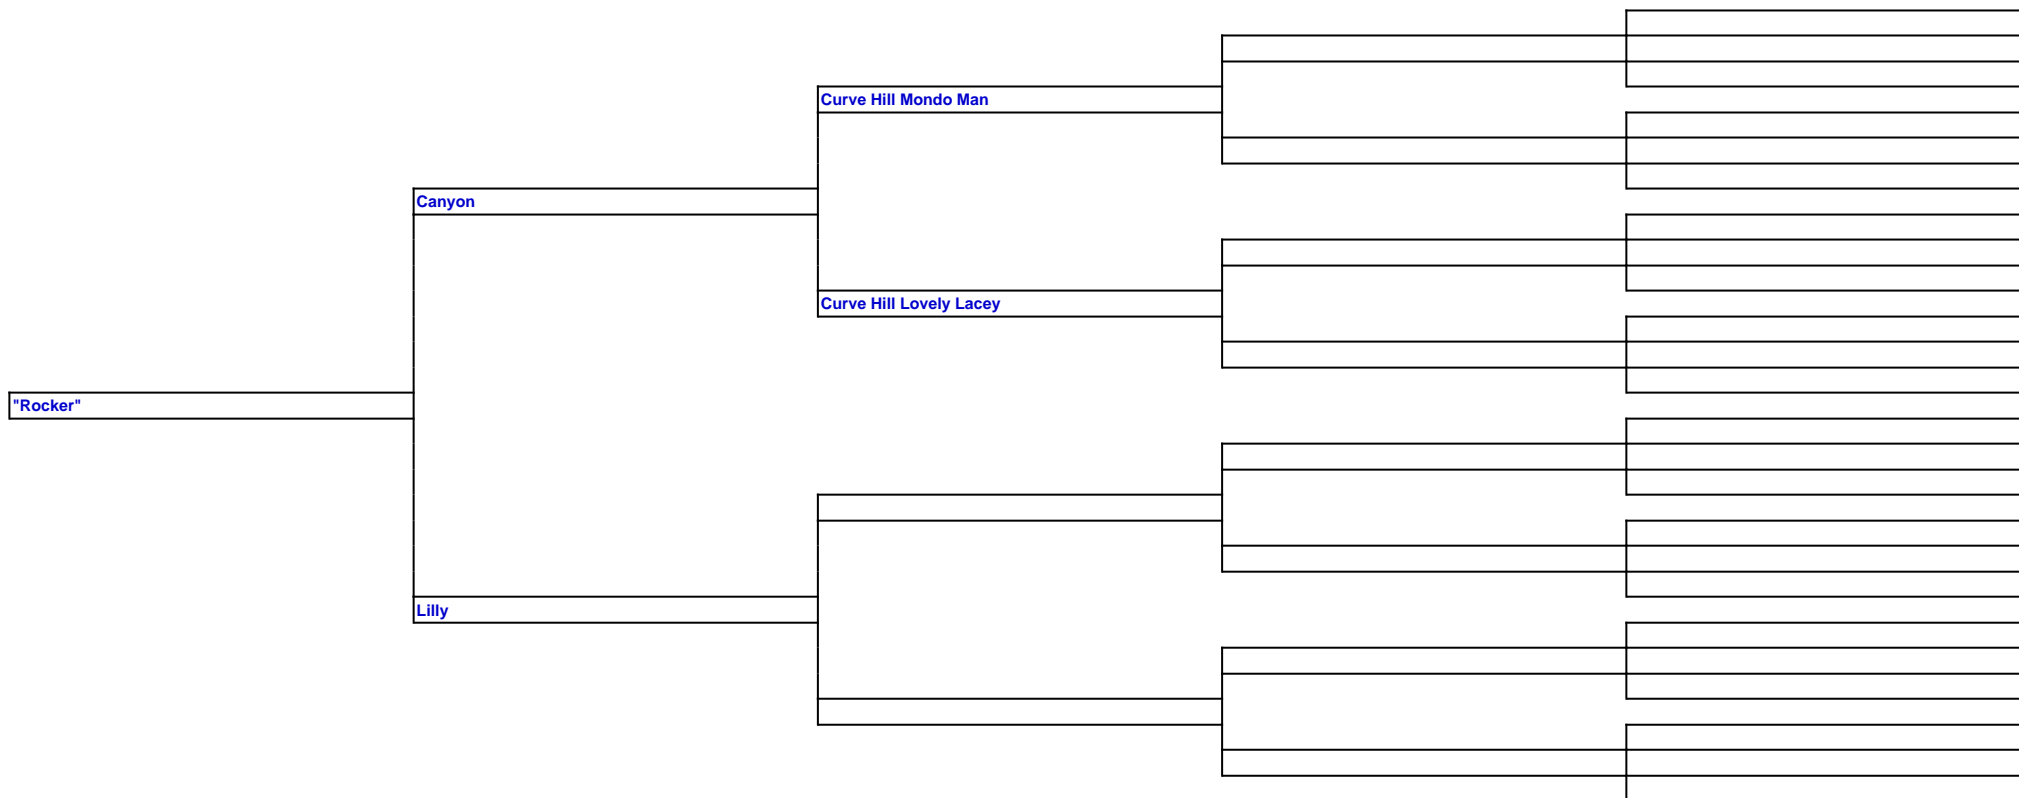 Curve Hill Mondo Man
Canyon
Curve Hill Lovely Lacey
"Rocker"
Lilly